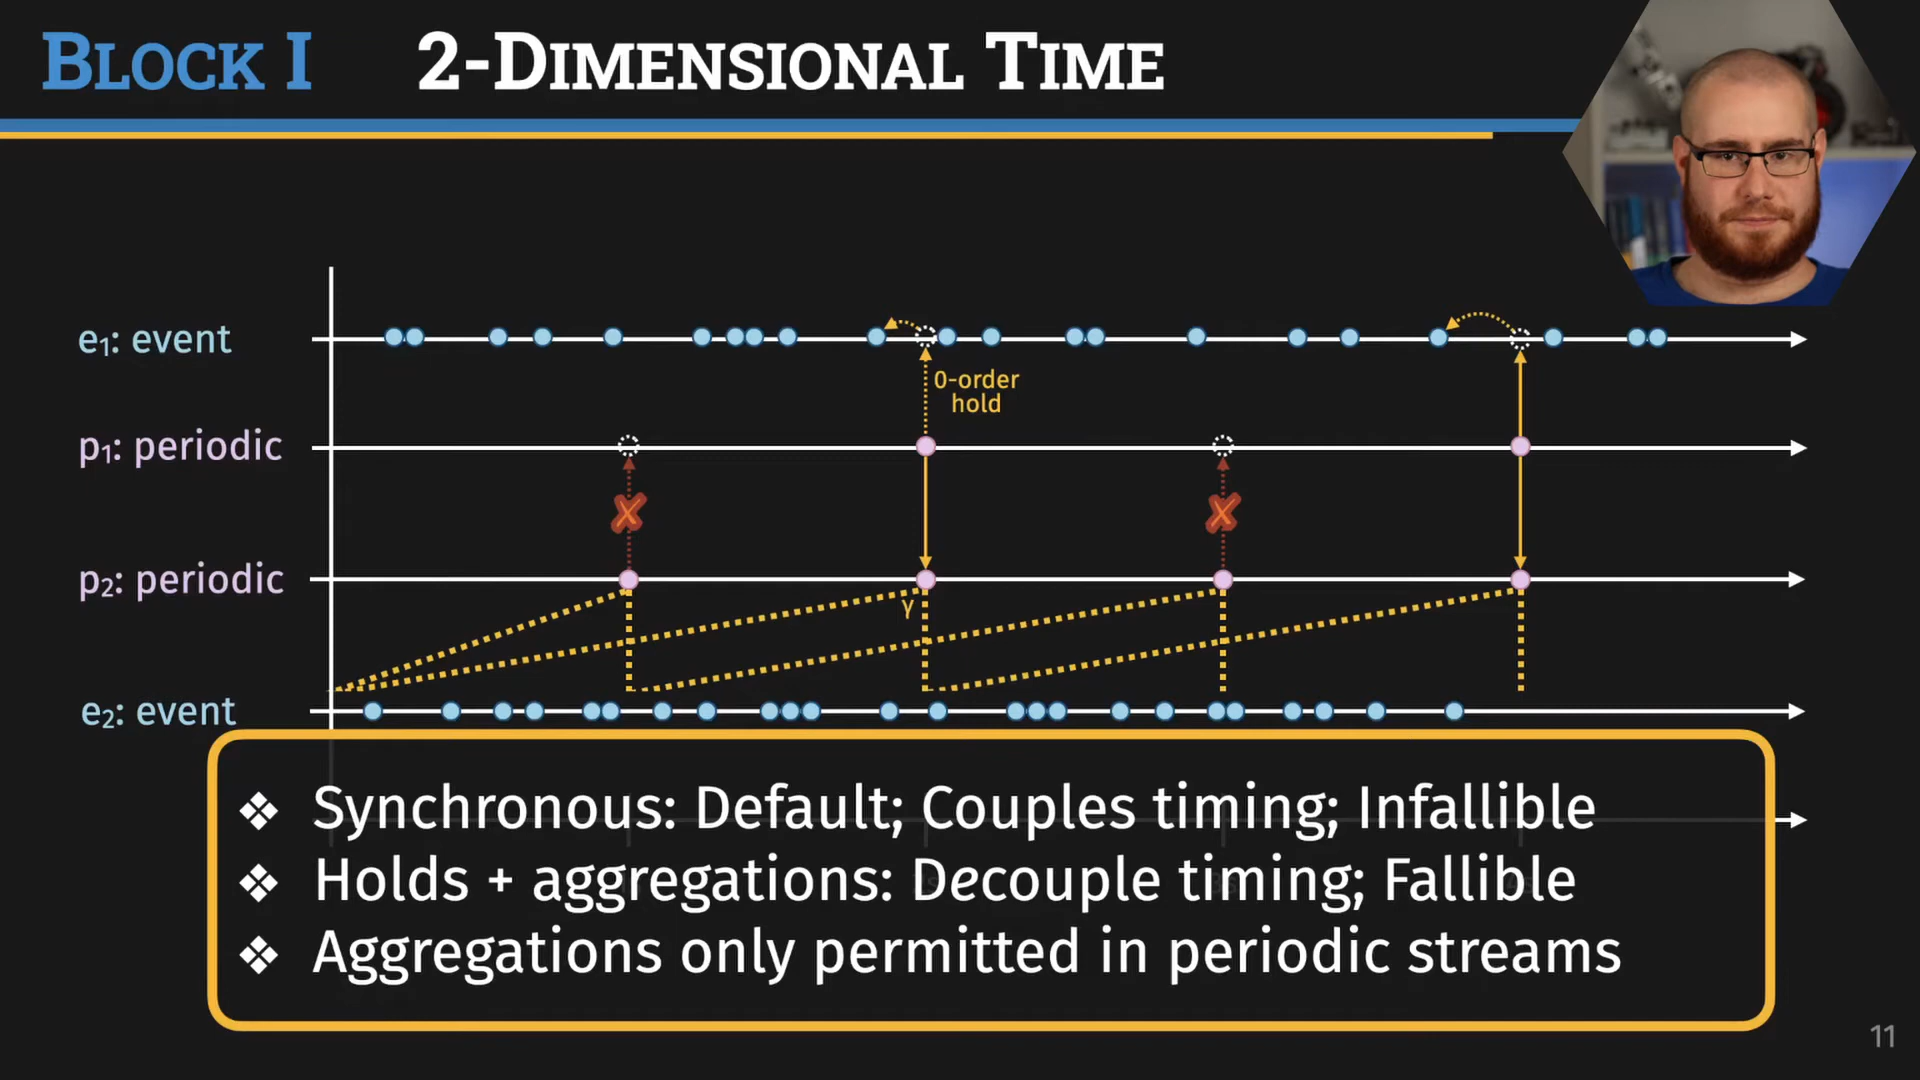 BLOCK I 2-DIMENSIONAL TIME
e₁: event
0-order
hold
p₁: periodic
p₂: periodic
γ
e₂: event
❖ Synchronous: Default; Couples timing; Infallible
❖ Holds + aggregations: Decouple timing; Fallible
❖ Aggregations only permitted in periodic streams
11